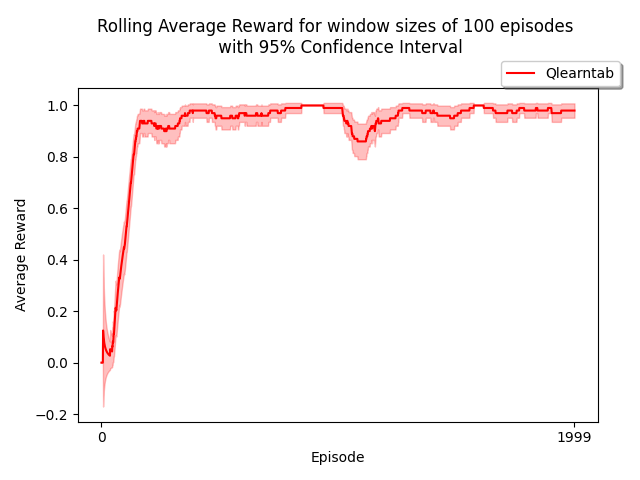 Rolling Average Reward for window sizes of 100 episodes
with 95% Confidence Interval
Qlearntab
1.0
0.8
0.6
0.4
0.2
0.0
−0.2
Average Reward
0
1999
Episode